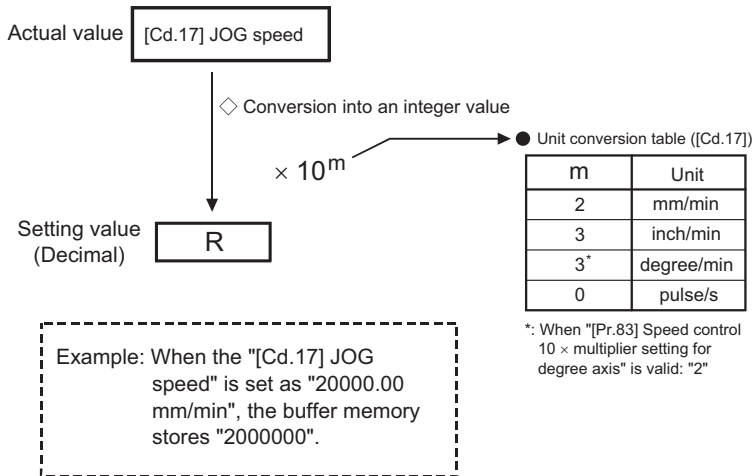 Actual value
[Cd.17] JOG speed
◇ Conversion into an integer value
× 10^m
● Unit conversion table ([Cd.17])
m Unit
2 mm/min
3 inch/min
3* degree/min
0 pulse/s
*: When "[Pr.83] Speed control
10 × multiplier setting for
degree axis" is valid: "2"
Setting value
(Decimal)
R
Example: When the "[Cd.17] JOG
speed" is set as "20000.00
mm/min", the buffer memory
stores "2000000".